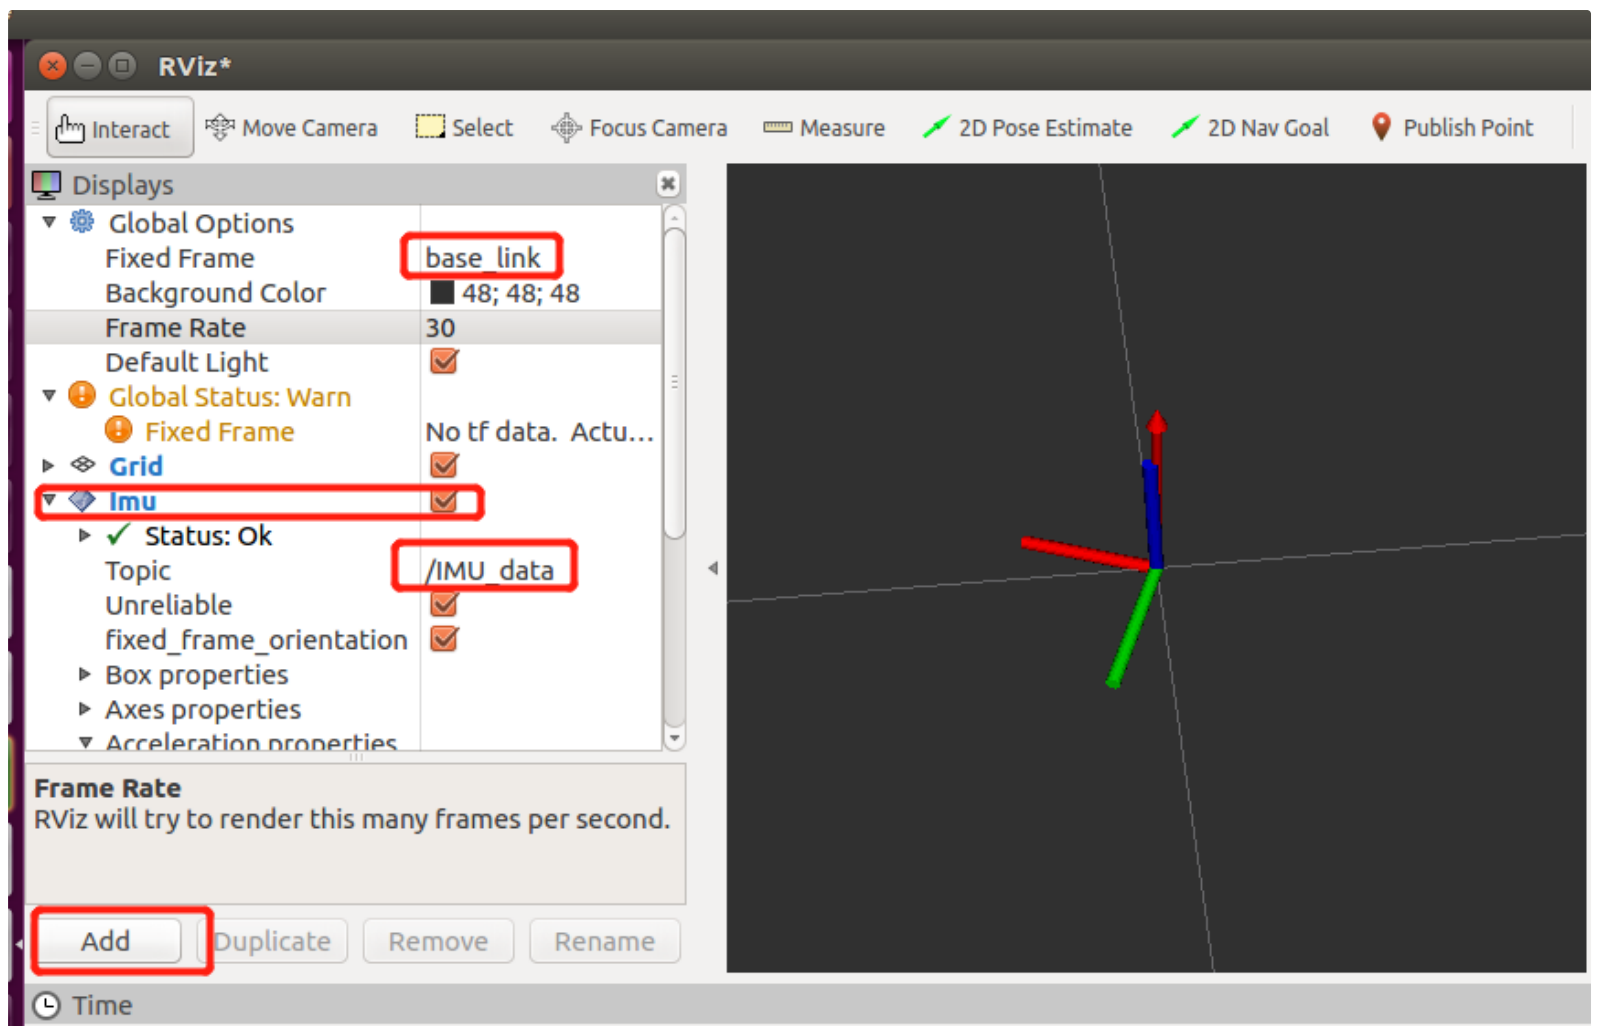 RViz*
Interact Move Camera Select Focus Camera Measure 2D Pose Estimate 2D Nav Goal Publish Point
Displays
Global Options
Fixed Frame base_link
Background Color 48; 48; 48
Frame Rate 30
Default Light
Global Status: Warn
Fixed Frame No tf data. Actu...
Grid
Imu
Status: Ok
Topic /IMU_data
Unreliable
fixed_frame_orientation
Box properties
Axes properties
Acceleration properties
Frame Rate
RViz will try to render this many frames per second.
Add Duplicate Remove Rename
Time